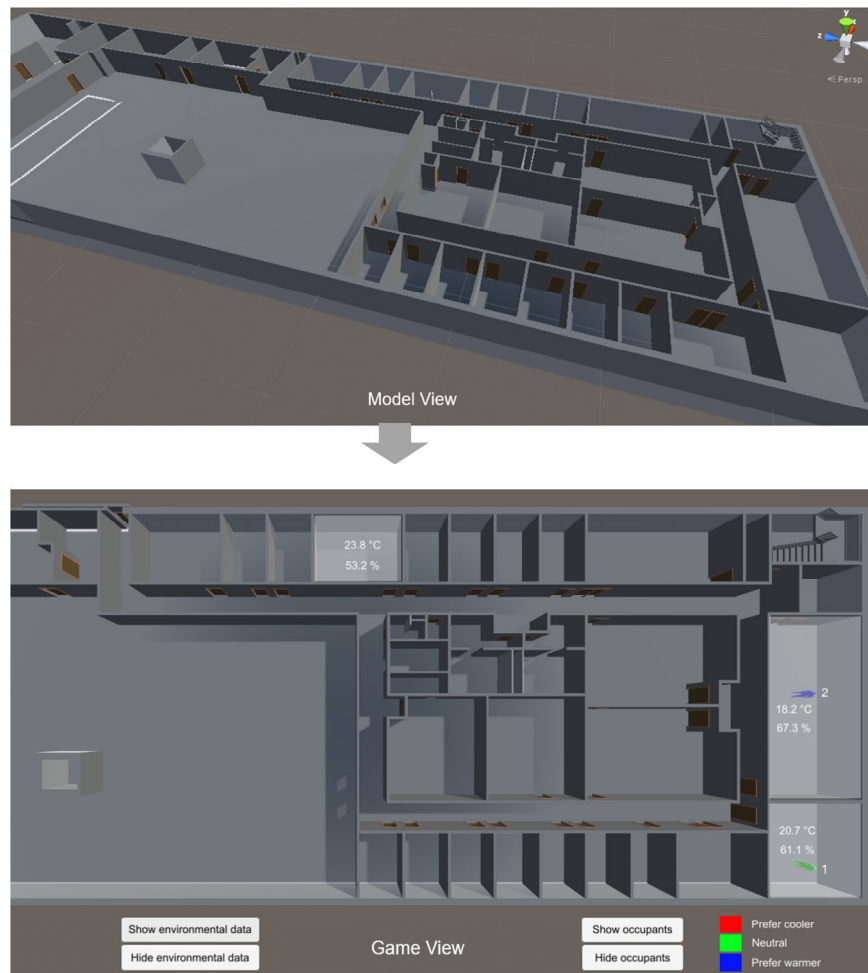 y
x
z
< Persp
Model View
23.8 °C
53.2 %
2
18.2 °C
67.3 %
20.7 °C
61.1 %
1
Show environmental data
Hide environmental data
Game View
Show occupants
Hide occupants
Prefer cooler
Neutral
Prefer warmer